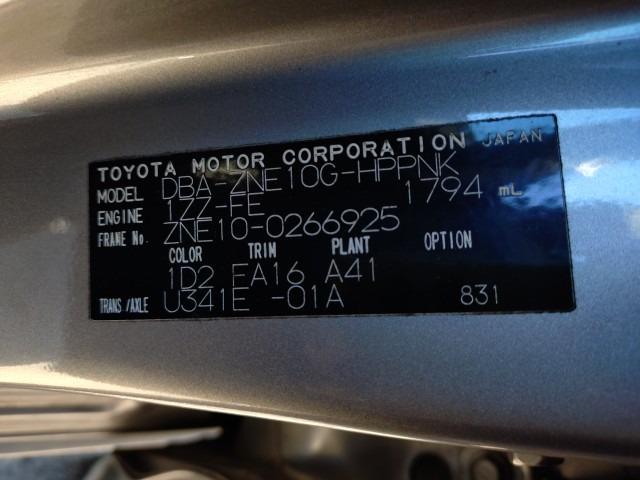 TOYOTA MOTOR CORPORATION JAPAN
MODEL DBA-ZNE10G-HPPNK
ENGINE 1ZZ-FE 1794 mL
FRAME No. ZNE10-0266925
COLOR TRIM PLANT OPTION
1D2 FA16 A41
TRANS/AXLE U341E -01A 831